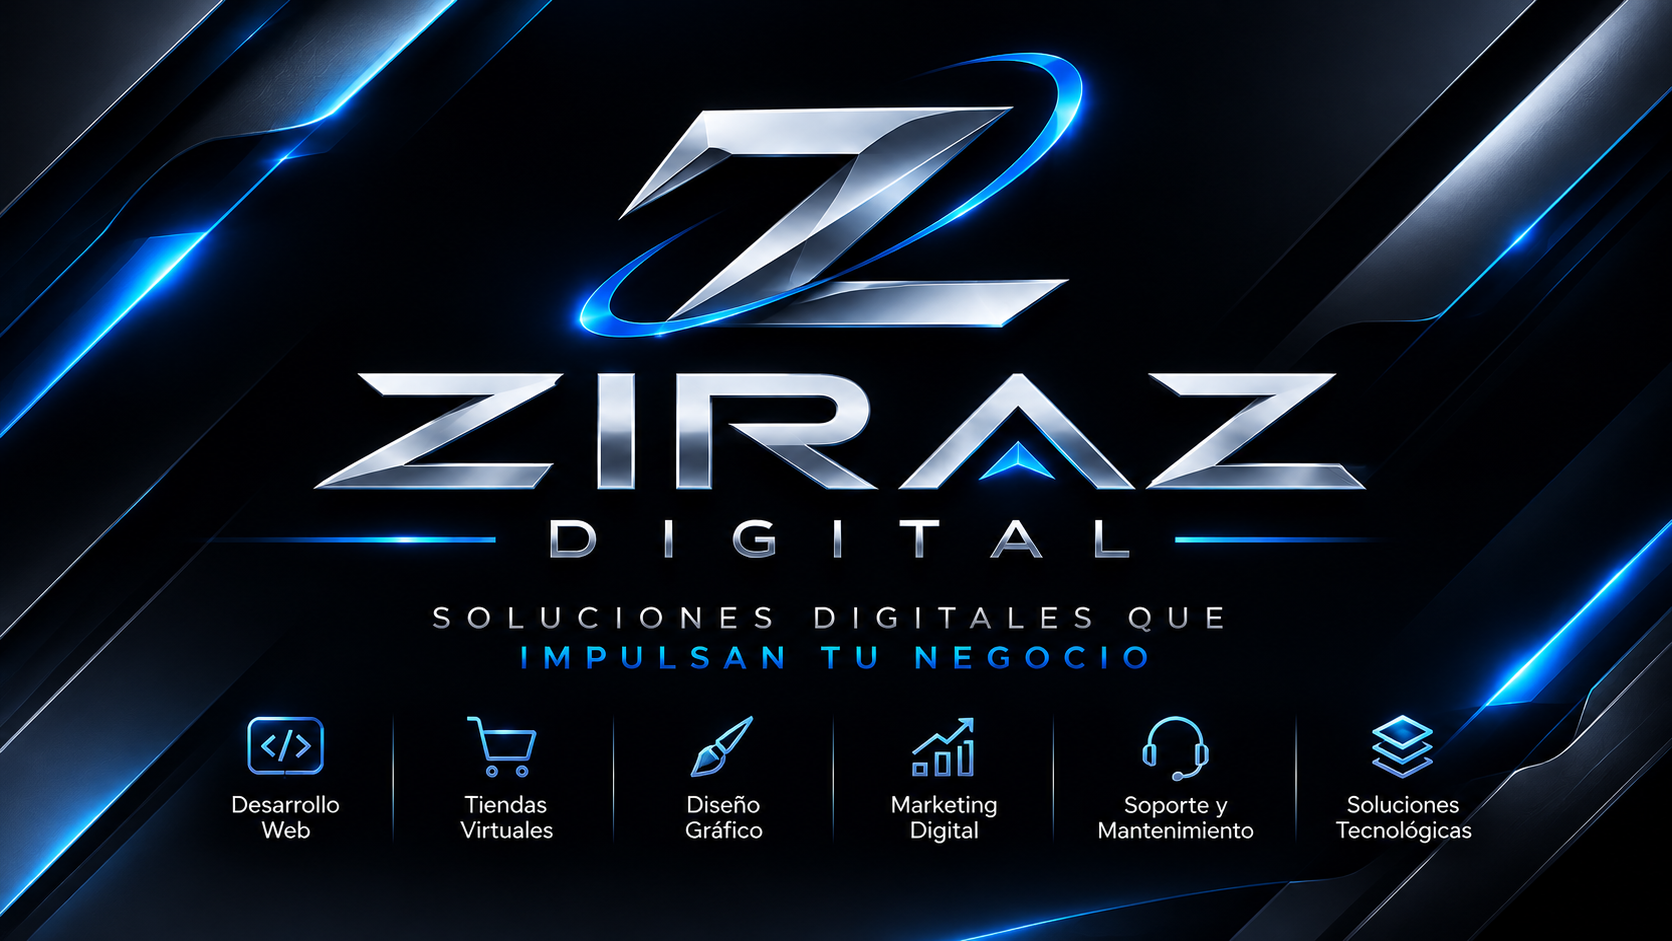 Z
ZIRAZ
DIGITAL
SOLUCIONES DIGITALES QUE
IMPULSAN TU NEGOCIO
</>
Desarrollo
Web
Tiendas
Virtuales
Diseño
Gráfico
Marketing
Digital
Soporte y
Mantenimiento
Soluciones
Tecnológicas